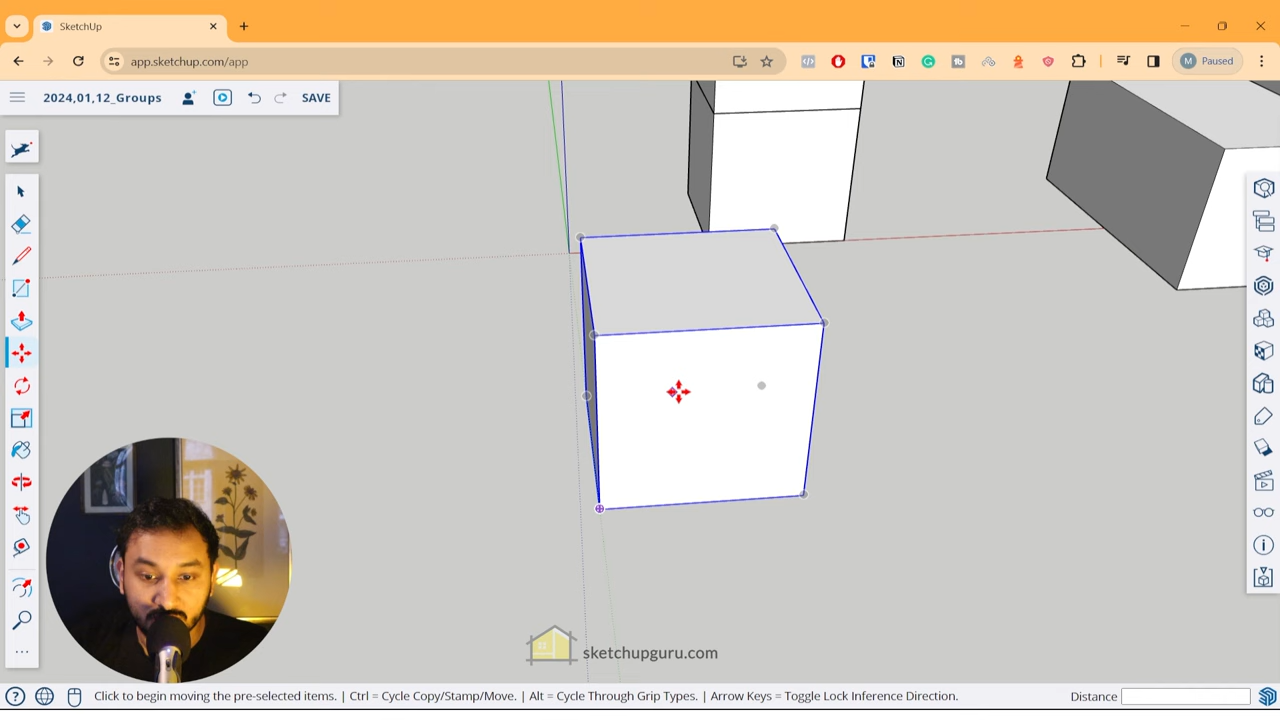 SketchUp
app.sketchup.com/app
Paused
2024,01,12_Groups
SAVE
sketchupguru.com
Click to begin moving the pre-selected items. | Ctrl = Cycle Copy/Stamp/Move. | Alt = Cycle Through Grip Types. | Arrow Keys = Toggle Lock Inference Direction.
Distance